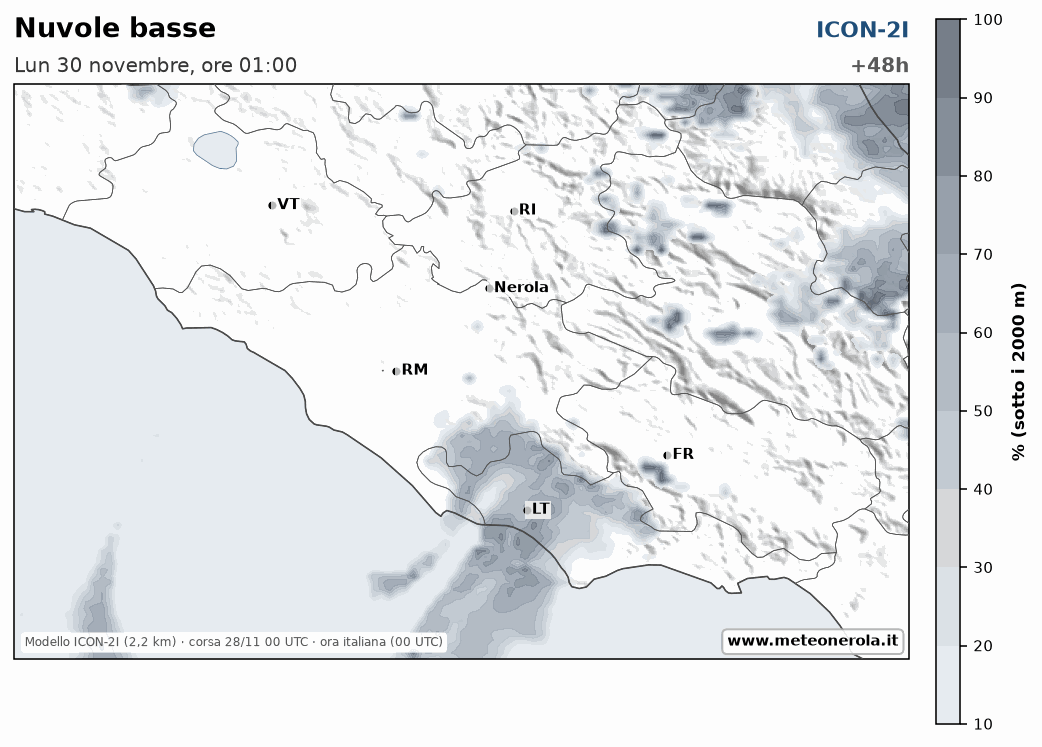 Nuvole basse
ICON-2I
Lun 30 novembre, ore 01:00
+48h
VT
RI
Nerola
RM
FR
LT
Modello ICON-2I (2,2 km) · corsa 28/11 00 UTC · ora italiana (00 UTC)
www.meteonerola.it
100
90
80
70
60
50
40
30
20
10
% (sotto i 2000 m)